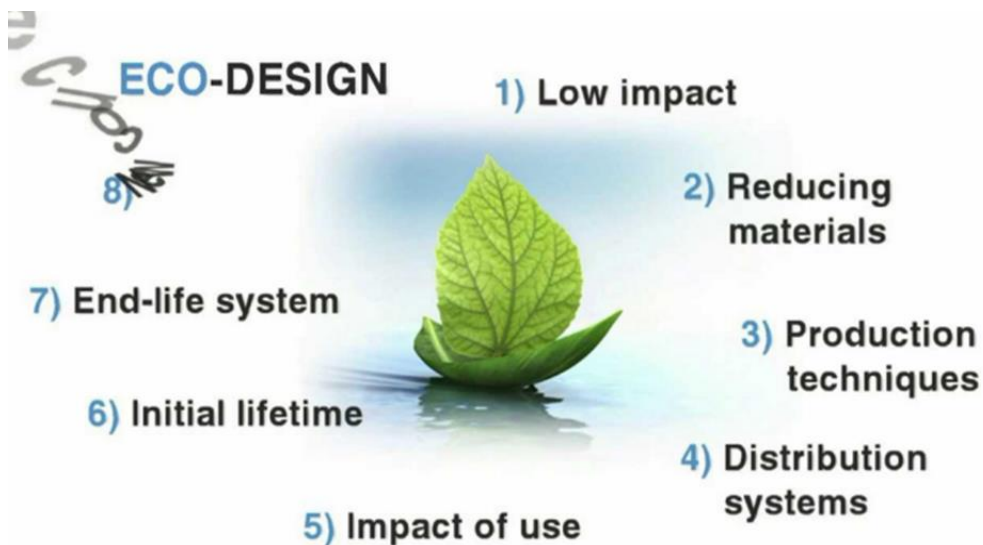 ECO-DESIGN
1) Low impact
2) Reducing
materials
3) Production
techniques
4) Distribution
systems
5) Impact of use
6) Initial lifetime
7) End-life system
8)